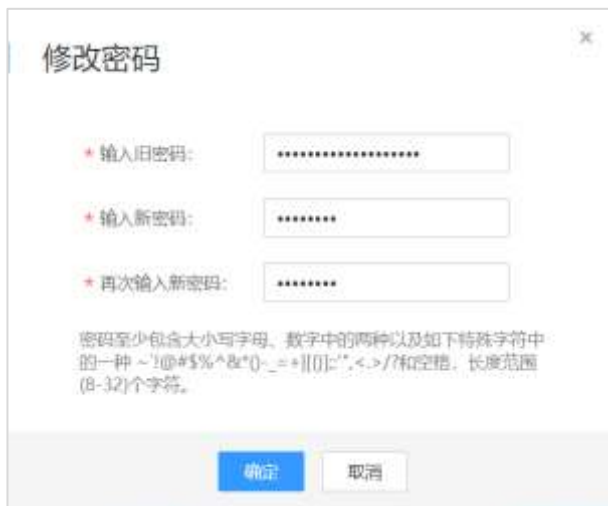 修改密码
×
* 输入旧密码: •••••••••••••••••••
* 输入新密码: ••••••••
* 再次输入新密码: ••••••••
密码至少包含大小写字母、数字中的两种以及如下特殊字符中
的一种 ~`!@#$%^&*()-_=+|[{}];:'",<.>/?和空格，长度范围
(8-32)个字符。
确定 取消